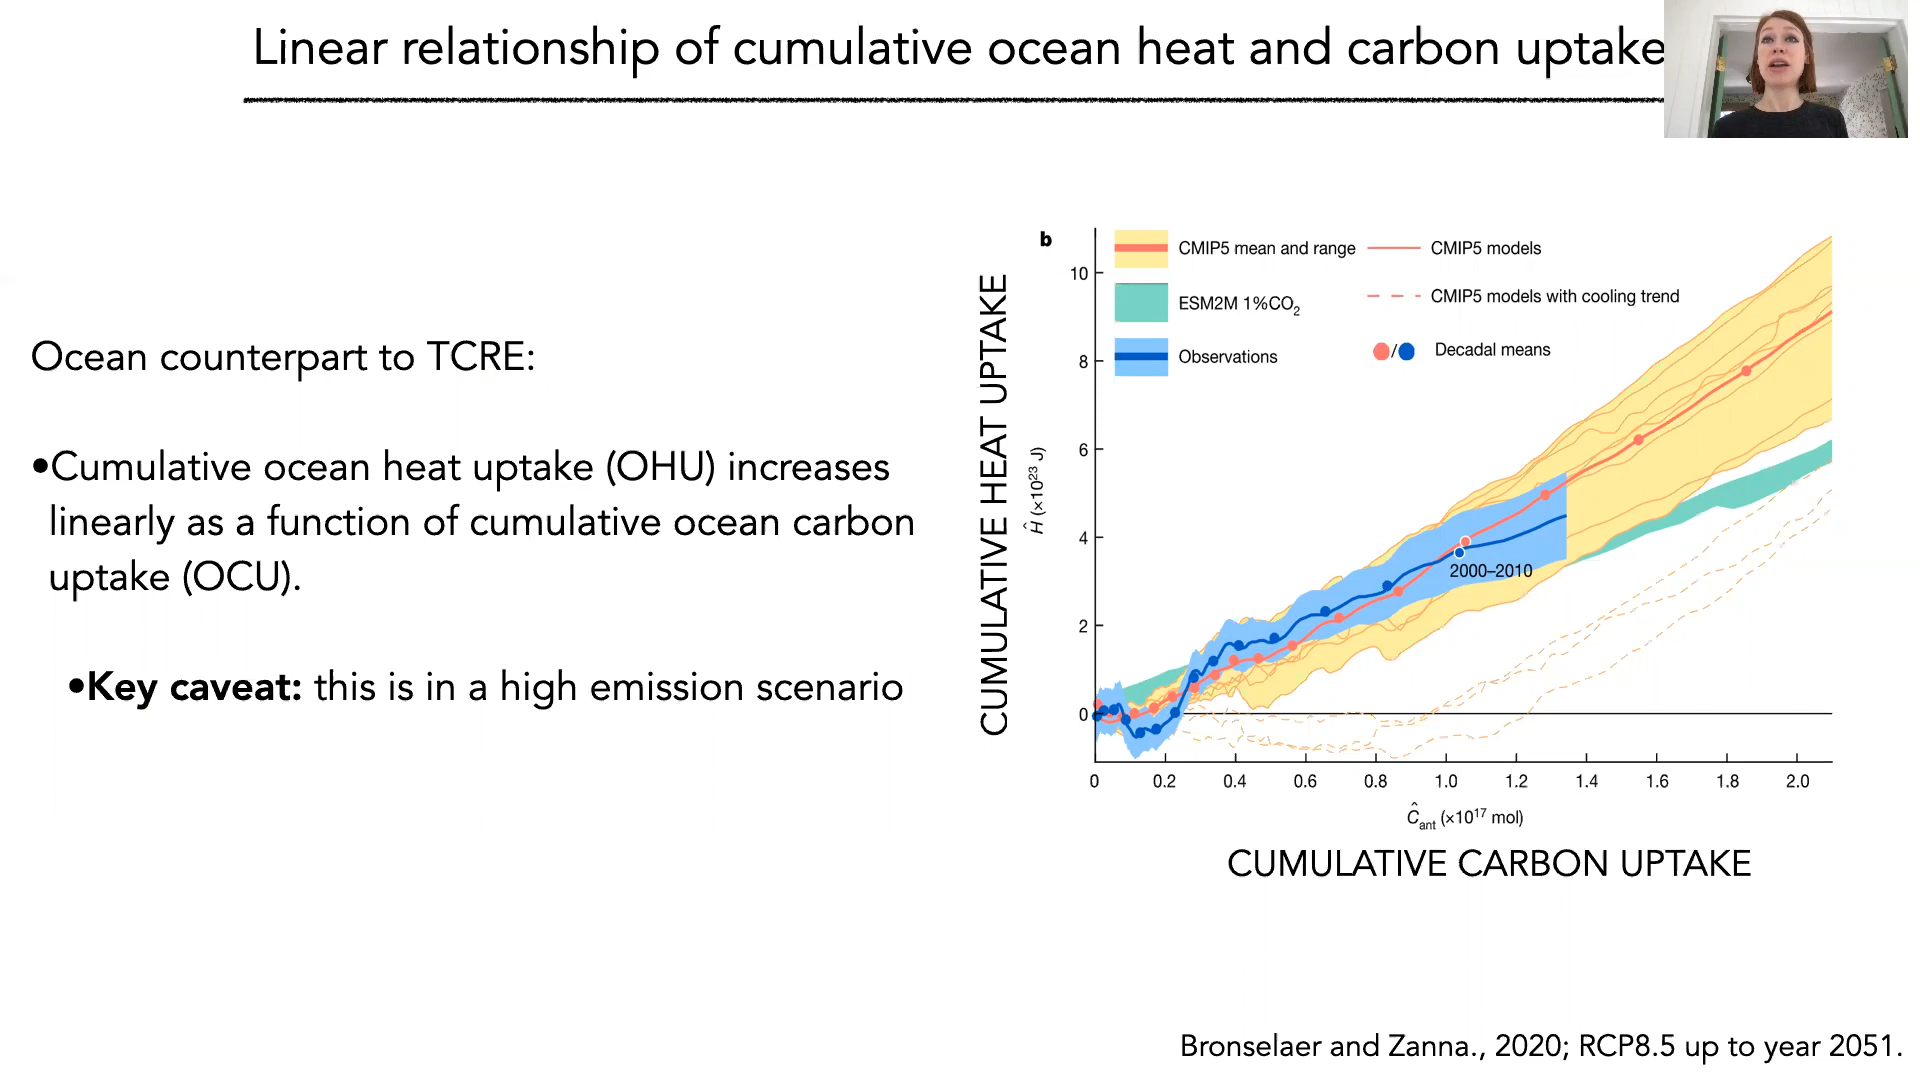 Linear relationship of cumulative ocean heat and carbon uptake
Ocean counterpart to TCRE:
•Cumulative ocean heat uptake (OHU) increases
linearly as a function of cumulative ocean carbon
uptake (OCU).
•Key caveat: this is in a high emission scenario
b
CMIP5 mean and range
CMIP5 models
ESM2M 1%CO2
CMIP5 models with cooling trend
Observations
/
Decadal means
CUMULATIVE HEAT UPTAKE
Ĥ (×10²³ J)
10
8
6
4
2
0
2000–2010
0 0.2 0.4 0.6 0.8 1.0 1.2 1.4 1.6 1.8 2.0
Ĉant (×10¹⁷ mol)
CUMULATIVE CARBON UPTAKE
Bronselaer and Zanna., 2020; RCP8.5 up to year 2051.